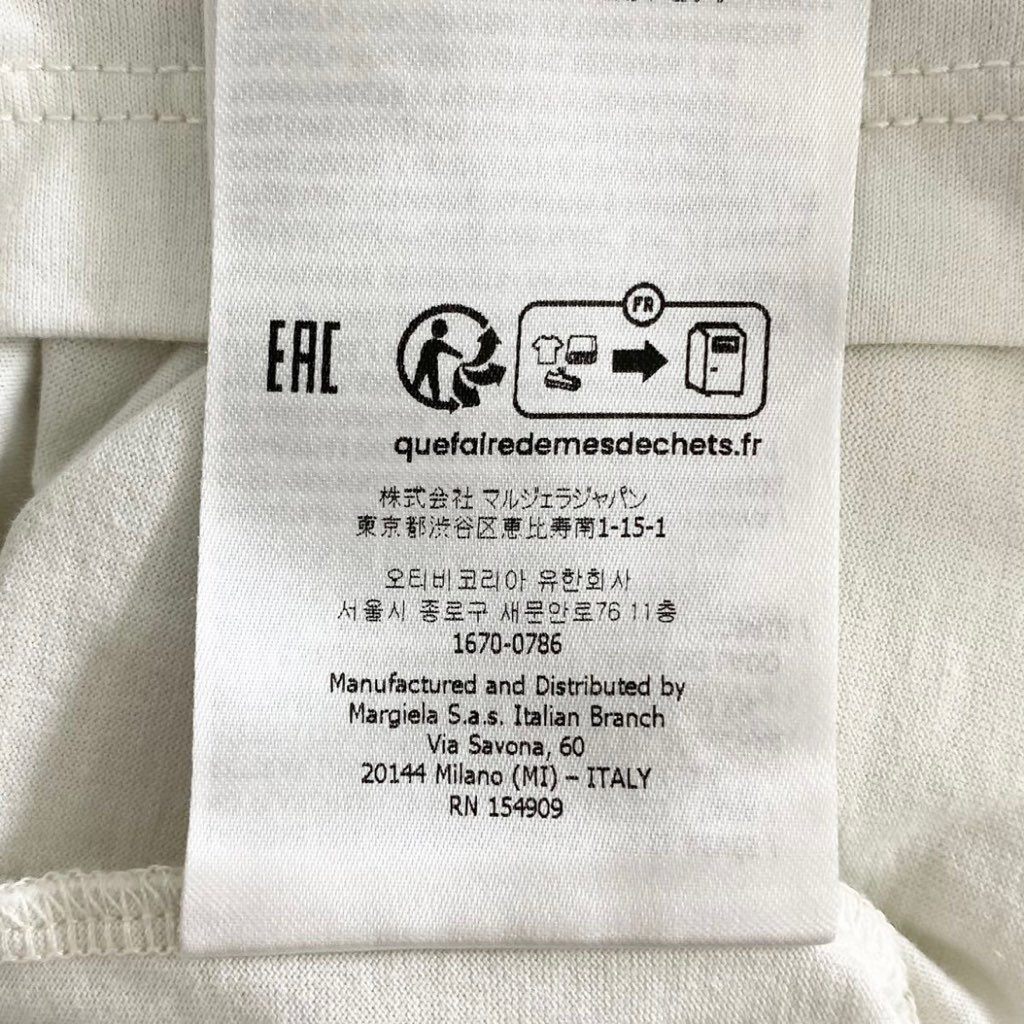 EAC
FR
quefairedemesdechets.fr
株式会社 マルジェラジャパン
東京都渋谷区恵比寿南1-15-1
오티비코리아 유한회사
서울시 종로구 새문안로76 11층
1670-0786
Manufactured and Distributed by
Margiela S.a.s. Italian Branch
Via Savona, 60
20144 Milano (MI) – ITALY
RN 154909